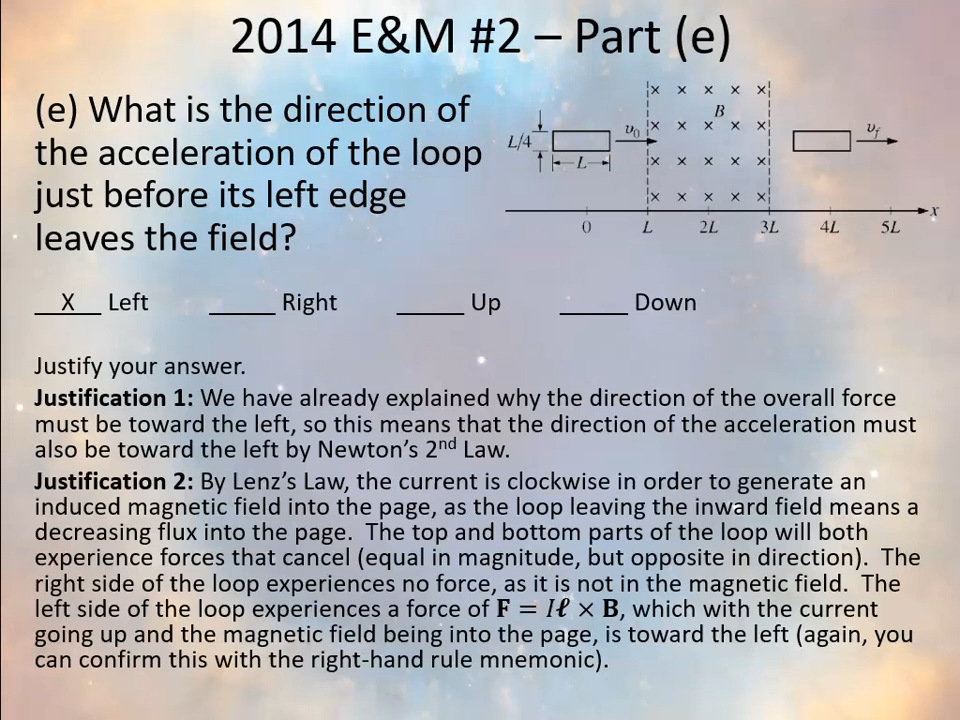 2014 E&M #2 – Part (e)
(e) What is the direction of
the acceleration of the loop
just before its left edge
leaves the field?
B
L/4
L
υ₀
υf
x
0 L 2L 3L 4L 5L
X Left Right Up Down
Justify your answer.
Justification 1: We have already explained why the direction of the overall force
must be toward the left, so this means that the direction of the acceleration must
also be toward the left by Newton’s 2nd Law.
Justification 2: By Lenz’s Law, the current is clockwise in order to generate an
induced magnetic field into the page, as the loop leaving the inward field means a
decreasing flux into the page. The top and bottom parts of the loop will both
experience forces that cancel (equal in magnitude, but opposite in direction). The
right side of the loop experiences no force, as it is not in the magnetic field. The
left side of the loop experiences a force of F = Iℓ × B, which with the current
going up and the magnetic field being into the page, is toward the left (again, you
can confirm this with the right-hand rule mnemonic).